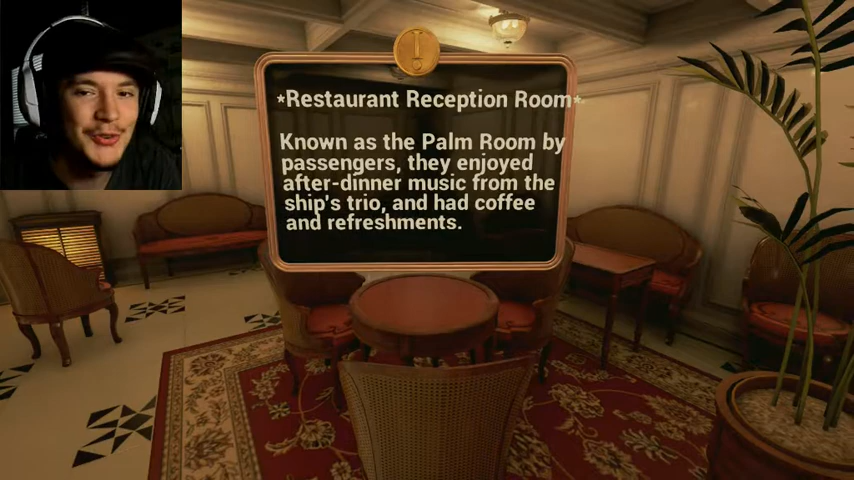 *Restaurant Reception Room*
Known as the Palm Room by
passengers, they enjoyed
after-dinner music from the
ship's trio, and had coffee
and refreshments.